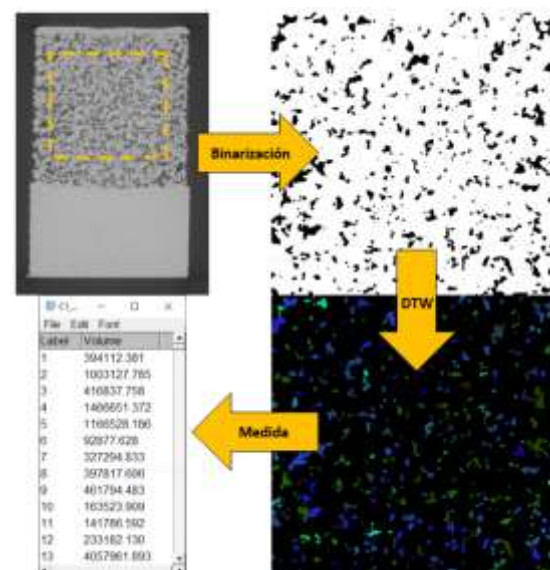 Binarización
DTW
C1_...
File Edit Font
Label Volume
1 394112.381
2 1003127.765
3 416837.758
4 1466651.372
5 1166528.186
6 92877.628
7 327294.833
8 397817.606
9 461794.483
10 163523.909
11 141786.592
12 233182.130
13 4057961.893
Medida